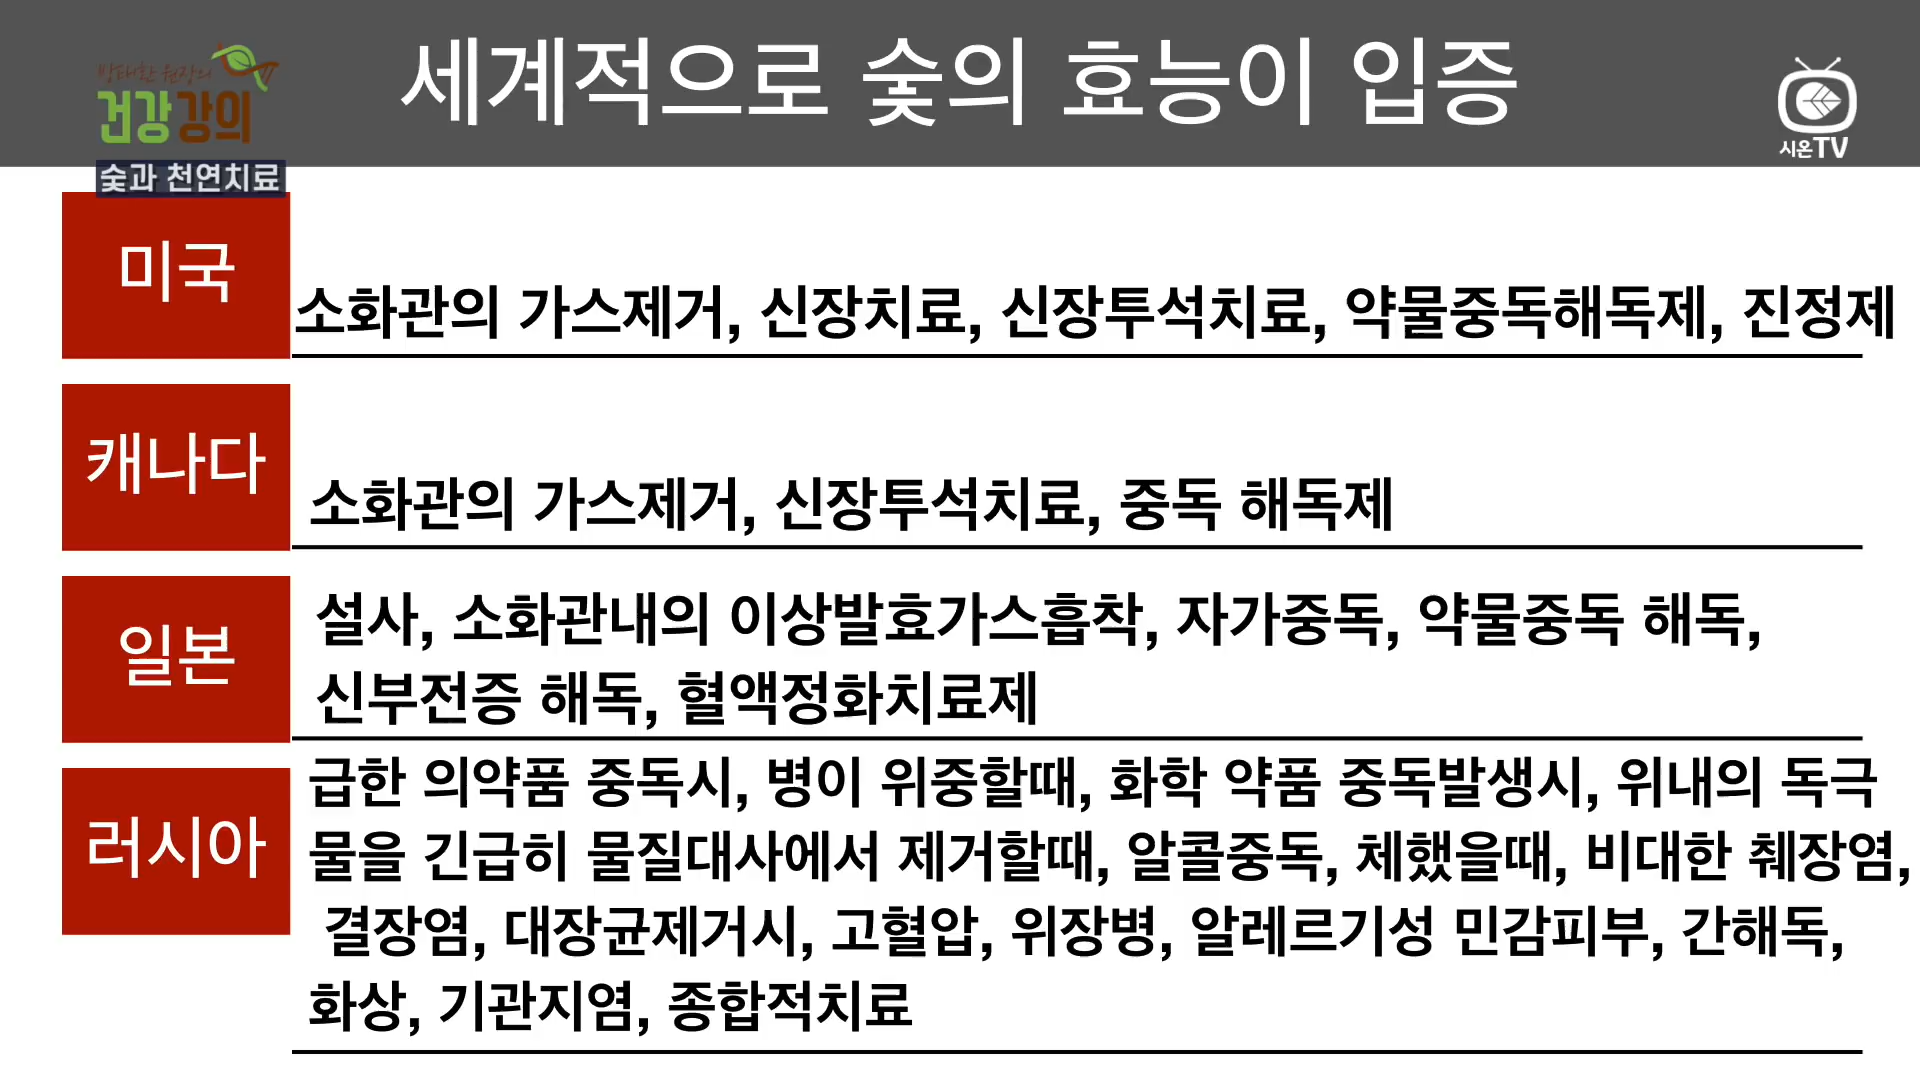 세계적으로 숯의 효능이 입증
방태환 원장의
건강강의
숯과 천연치료
시온TV
미국
소화관의 가스제거, 신장치료, 신장투석치료, 약물중독해독제, 진정제
캐나다
소화관의 가스제거, 신장투석치료, 중독 해독제
일본
설사, 소화관내의 이상발효가스흡착, 자가중독, 약물중독 해독,
신부전증 해독, 혈액정화치료제
러시아
급한 의약품 중독시, 병이 위중할때, 화학 약품 중독발생시, 위내의 독극
물을 긴급히 물질대사에서 제거할때, 알콜중독, 체했을때, 비대한 췌장염,
결장염, 대장균제거시, 고혈압, 위장병, 알레르기성 민감피부, 간해독,
화상, 기관지염, 종합적치료